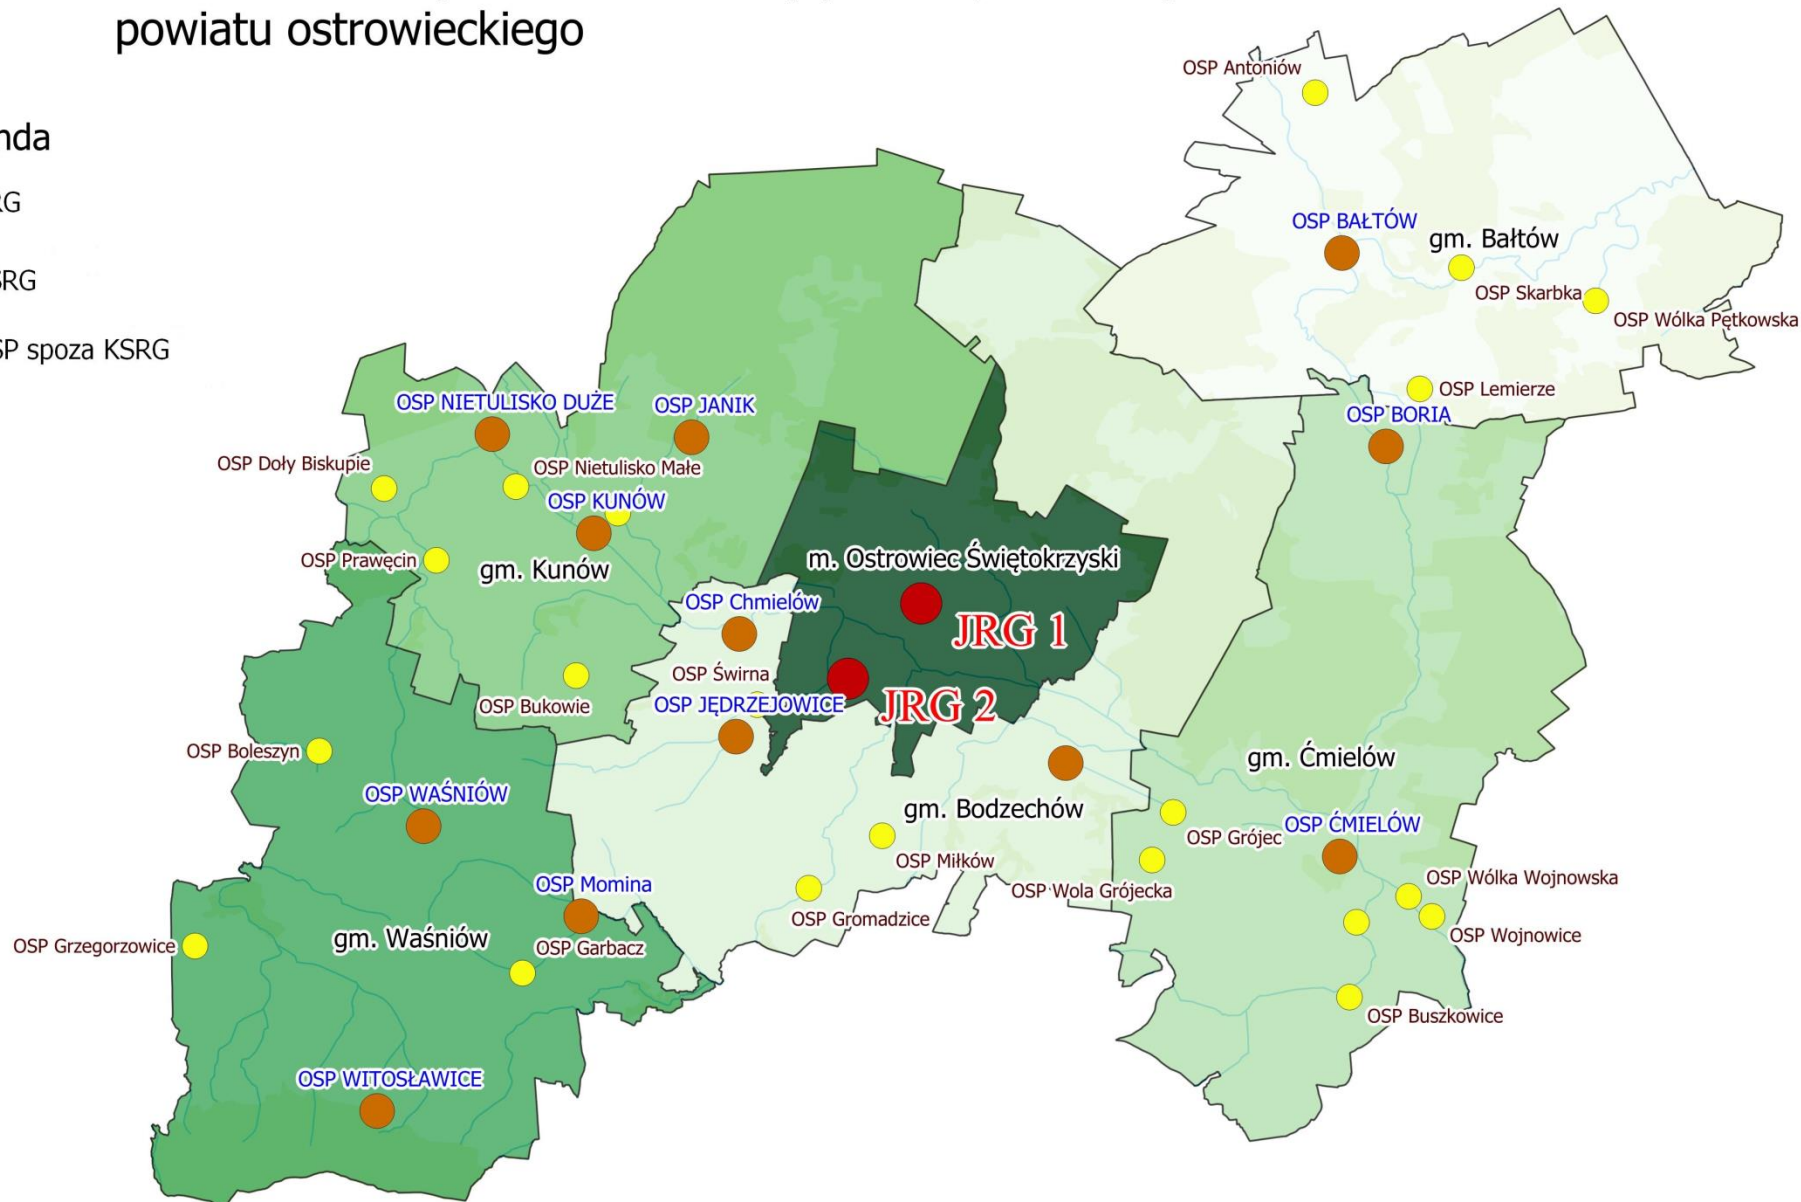 powiatu ostrowieckiego
nda
RG
SRG
SP spoza KSRG
OSP Antoniów
OSP BAŁTÓW
gm. Bałtów
OSP Skarbka
OSP Wólka Pętkowska
OSP Lemierze
OSP BORIA
OSP NIETULISKO DUŻE
OSP JANIK
OSP Doły Biskupie
OSP Nietulisko Małe
OSP KUNÓW
OSP Prawęcin
gm. Kunów
m. Ostrowiec Świętokrzyski
OSP Chmielów
JRG 1
OSP Świrna
OSP Bukowie
OSP JĘDRZEJOWICE
JRG 2
OSP Boleszyn
gm. Ćmielów
OSP WAŚNIÓW
gm. Bodzechów
OSP ĆMIELÓW
OSP Grójec
OSP Miłków
OSP Momina
OSP Wola Grójecka
OSP Wólka Wojnowska
OSP Gromadzice
OSP Wojnowice
gm. Waśniów
OSP Grzegorzowice
OSP Garbacz
OSP Buszkowice
OSP WITOSŁAWICE